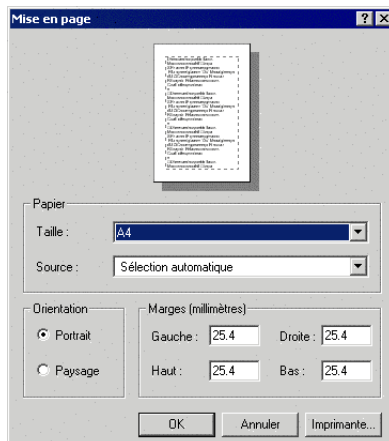 Mise en page
Papier
Taille :
A4
Source :
Sélection automatique
Orientation
Portrait
Paysage
Marges (millimètres)
Gauche : 25.4 Droite : 25.4
Haut : 25.4 Bas : 25.4
OK Annuler Imprimante...